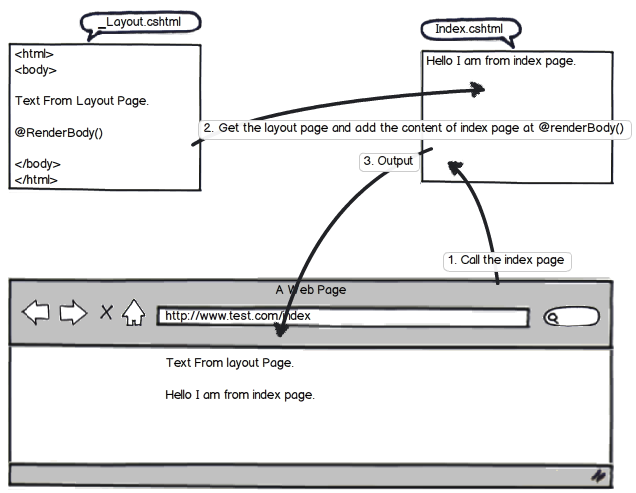 _Layout.cshtml
<html>
<body>
Text From Layout Page.
@RenderBody()
</body>
</html>
Index.cshtml
Hello I am from index page.
2. Get the layout page and add the content of index page at @renderBody()
3. Output
1. Call the index page
A Web Page
http://www.test.com/index
Text From layout Page.
Hello I am from index page.